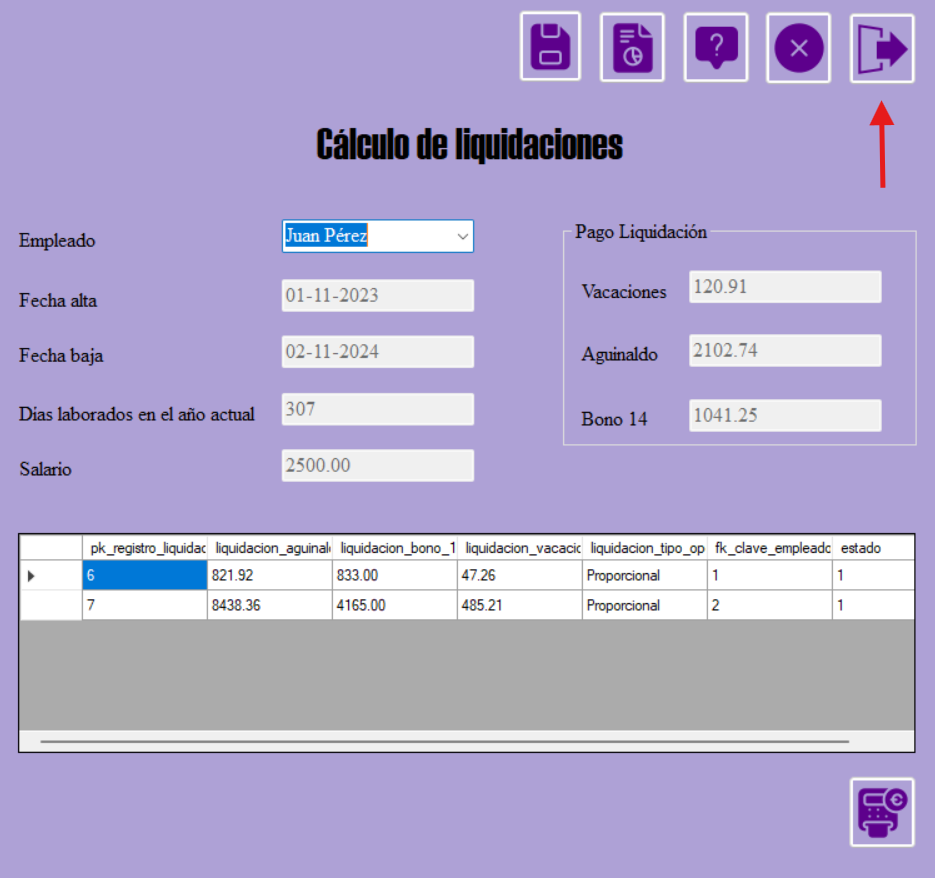 ?
Cálculo de liquidaciones
Empleado
Juan Pérez
Fecha alta
01-11-2023
Fecha baja
02-11-2024
Días laborados en el año actual
307
Salario
2500.00
Pago Liquidación
Vacaciones
120.91
Aguinaldo
2102.74
Bono 14
1041.25
pk_registro_liquidac liquidacion_aguinal liquidacion_bono_1 liquidacion_vacacic liquidacion_tipo_op fk_clave_empleado estado
6 821.92 833.00 47.26 Proporcional 1 1
7 8438.36 4165.00 485.21 Proporcional 2 1